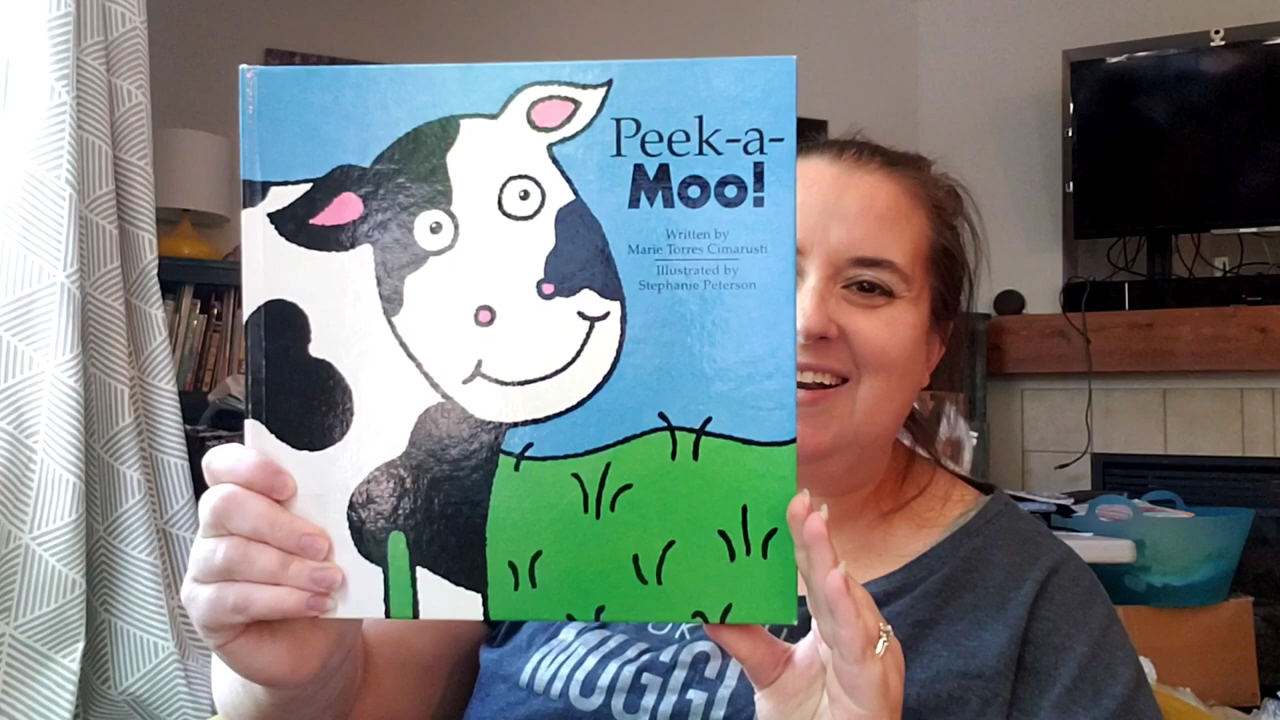 Peek-a-
Moo!
Written by
Marie Torres Cimarusti
Illustrated by
Stephanie Peterson